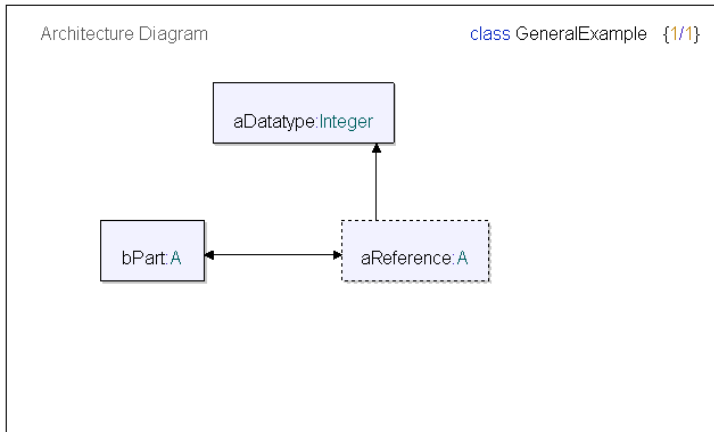 Architecture Diagram
class GeneralExample {1/1}
aDatatype:Integer
bPart:A
aReference:A